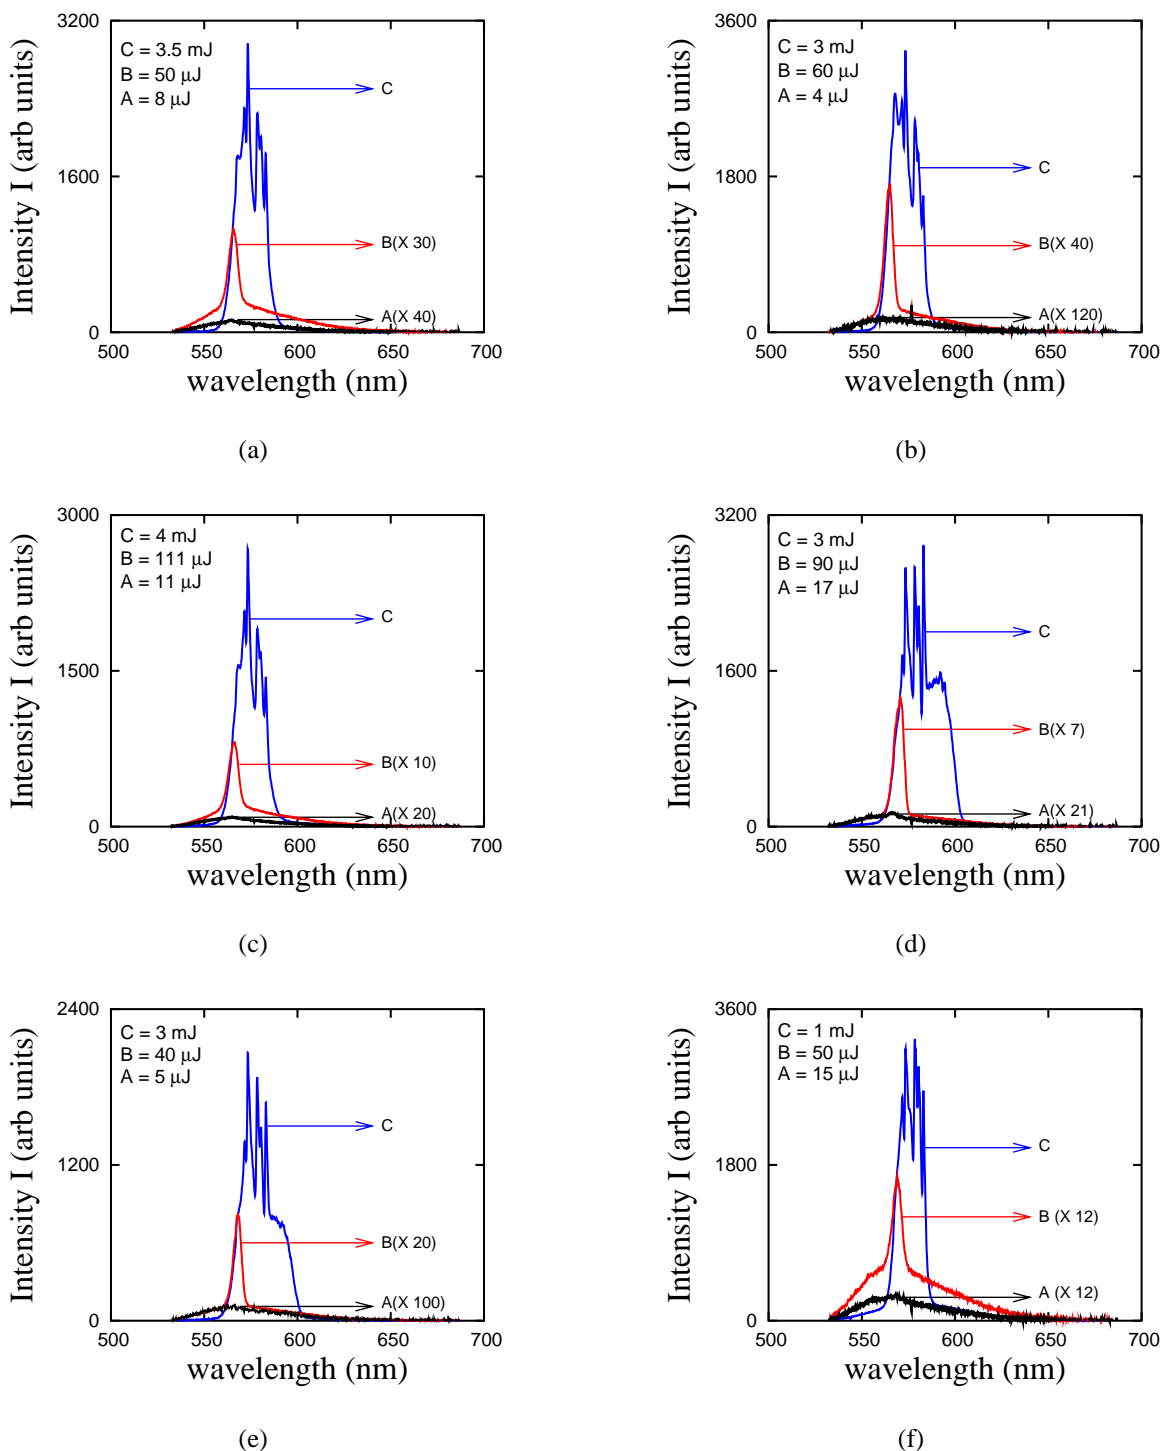 3200
C = 3.5 mJ
B = 50 μJ
A = 8 μJ
C
1600
B(X 30)
A(X 40)
0
500 550 600 650 700
wavelength (nm)
Intensity I (arb units)
(a)
3600
C = 3 mJ
B = 60 μJ
A = 4 μJ
C
1800
B(X 40)
A(X 120)
0
500 550 600 650 700
wavelength (nm)
Intensity I (arb units)
(b)
3000
C = 4 mJ
B = 111 μJ
A = 11 μJ
C
1500
B(X 10)
A(X 20)
0
500 550 600 650 700
wavelength (nm)
Intensity I (arb units)
(c)
3200
C = 3 mJ
B = 90 μJ
A = 17 μJ
C
1600
B(X 7)
A(X 21)
0
500 550 600 650 700
wavelength (nm)
Intensity I (arb units)
(d)
2400
C = 3 mJ
B = 40 μJ
A = 5 μJ
C
1200
B(X 20)
A(X 100)
0
500 550 600 650 700
wavelength (nm)
Intensity I (arb units)
(e)
3600
C = 1 mJ
B = 50 μJ
A = 15 μJ
C
1800
B (X 12)
A (X 12)
0
500 550 600 650 700
wavelength (nm)
Intensity I (arb units)
(f)